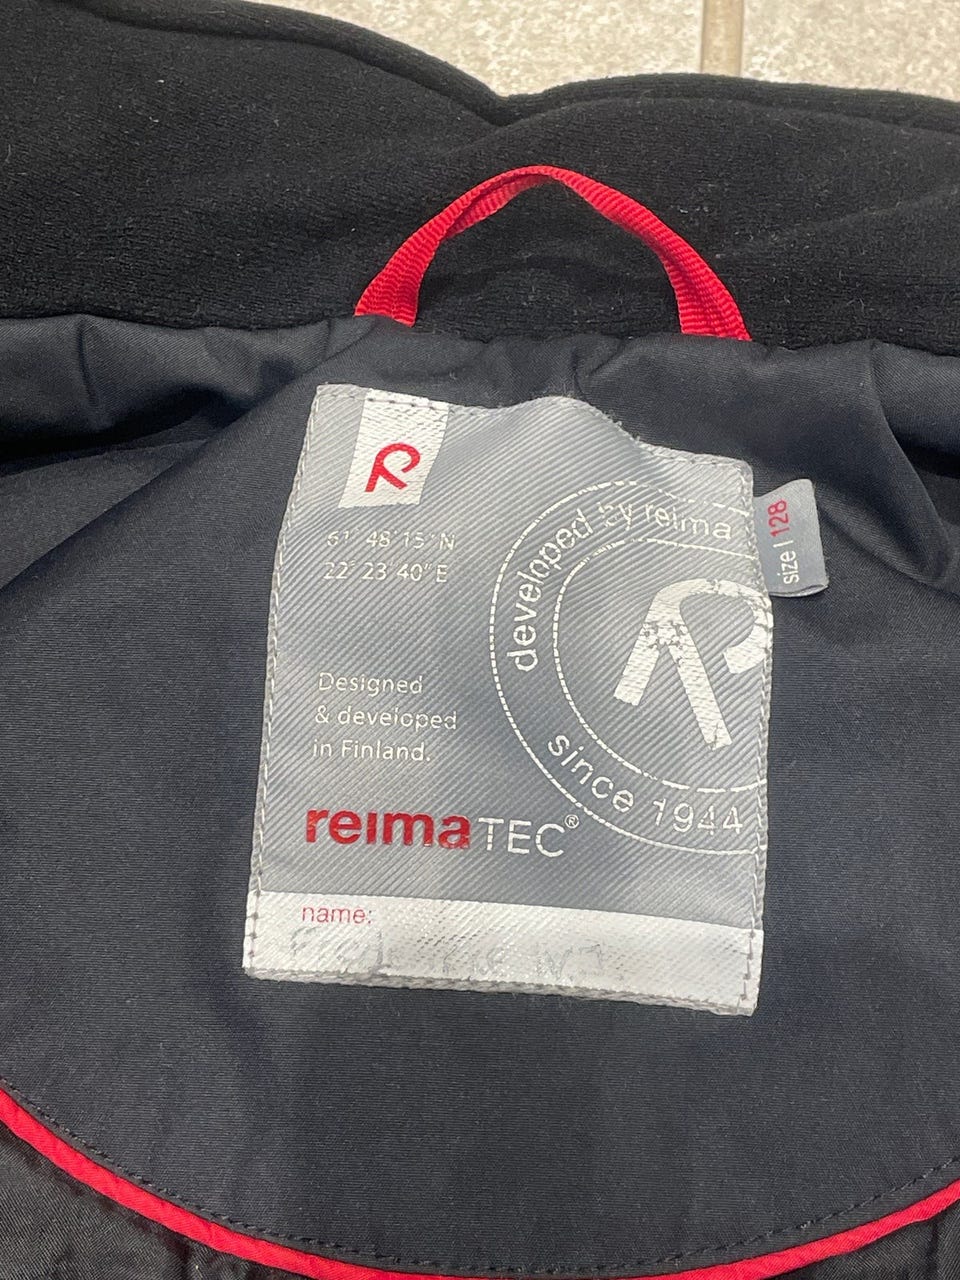 R
61° 48'15"N
22°23'40"E
developed by reima
size | 128
R
since 1944
Designed
& developed
in Finland.
reimaTEC®
name: